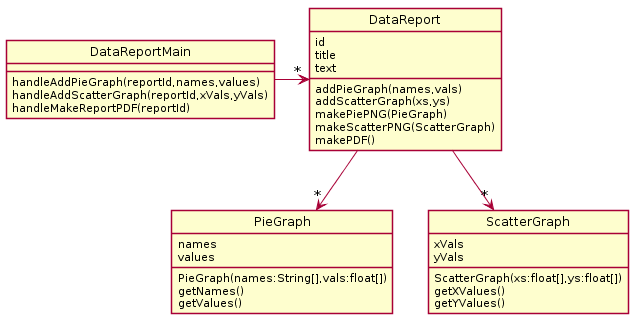 DataReportMain
handleAddPieGraph(reportId,names,values)
handleAddScatterGraph(reportId,xVals,yVals)
handleMakeReportPDF(reportId)
*
DataReport
id
title
text
addPieGraph(names,vals)
addScatterGraph(xs,ys)
makePiePNG(PieGraph)
makeScatterPNG(ScatterGraph)
makePDF()
*
*
PieGraph
names
values
PieGraph(names:String[],vals:float[])
getNames()
getValues()
ScatterGraph
xVals
yVals
ScatterGraph(xs:float[],ys:float[])
getXValues()
getYValues()